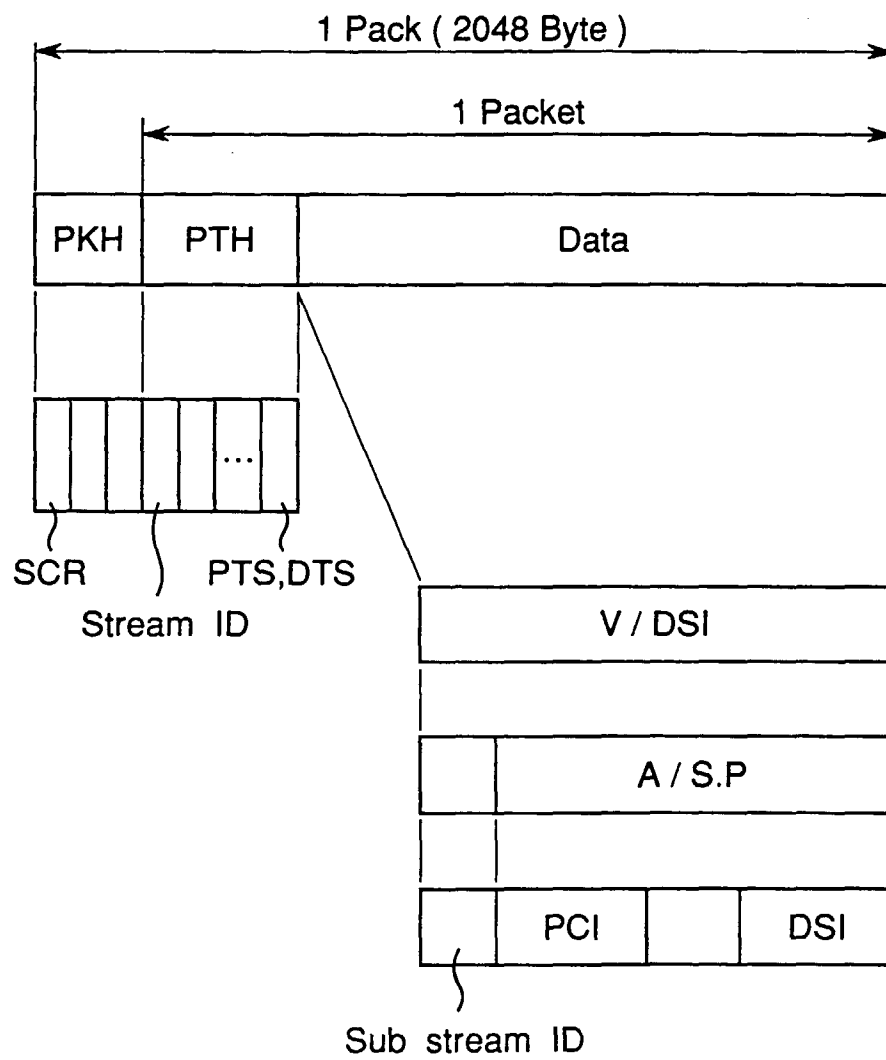 1 Pack ( 2048 Byte )
1 Packet
PKH PTH Data
...
SCR PTS,DTS
Stream ID
V / DSI
A / S.P
PCI DSI
Sub stream ID